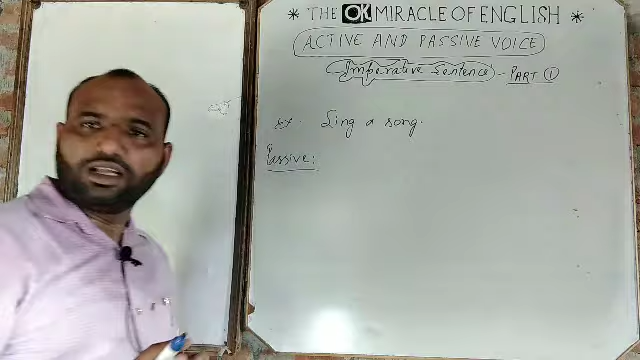 * THE OK MIRACLE OF ENGLISH *
ACTIVE AND PASSIVE VOICE
Imperative Sentence - PART ①
Ex. Sing a song.
Passive: